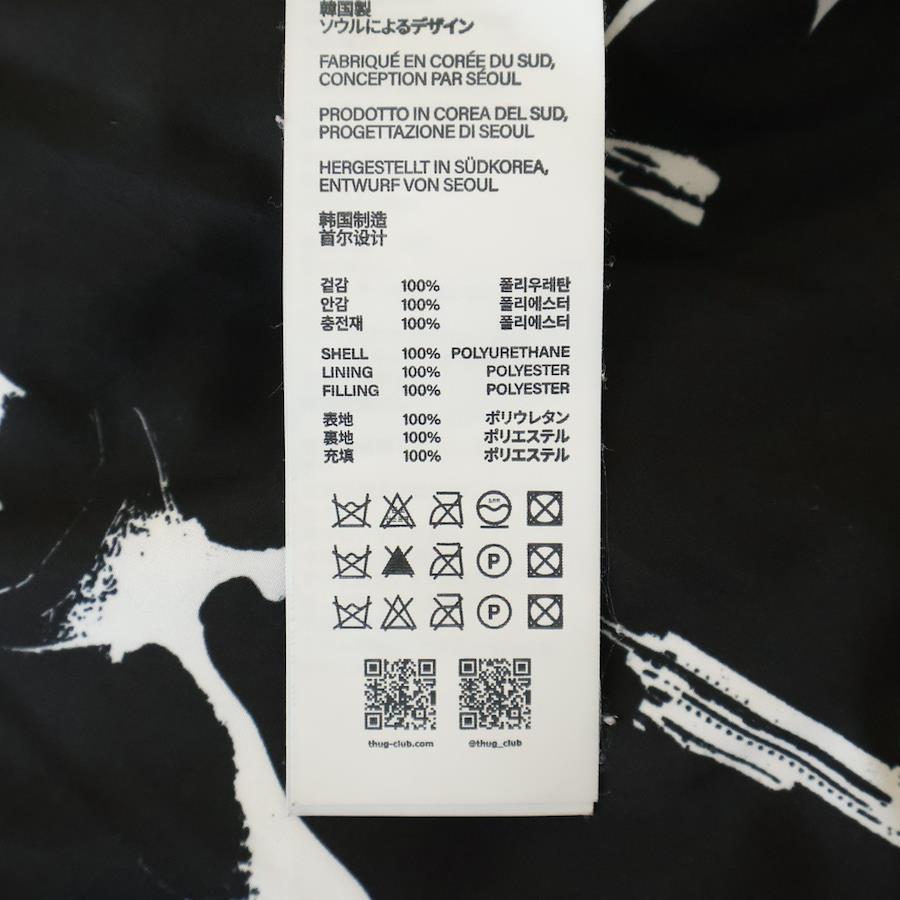 韓国製
ソウルによるデザイン
FABRIQUÉ EN CORÉE DU SUD,
CONCEPTION PAR SÉOUL
PRODOTTO IN COREA DEL SUD,
PROGETTAZIONE DI SEOUL
HERGESTELLT IN SÜDKOREA,
ENTWURF VON SEOUL
韩国制造
首尔设计
겉감 100% 폴리우레탄
안감 100% 폴리에스터
충전재 100% 폴리에스터
SHELL 100% POLYURETHANE
LINING 100% POLYESTER
FILLING 100% POLYESTER
表地 100% ポリウレタン
裏地 100% ポリエステル
充填 100% ポリエステル
P
P
thug-club.com @thug_club